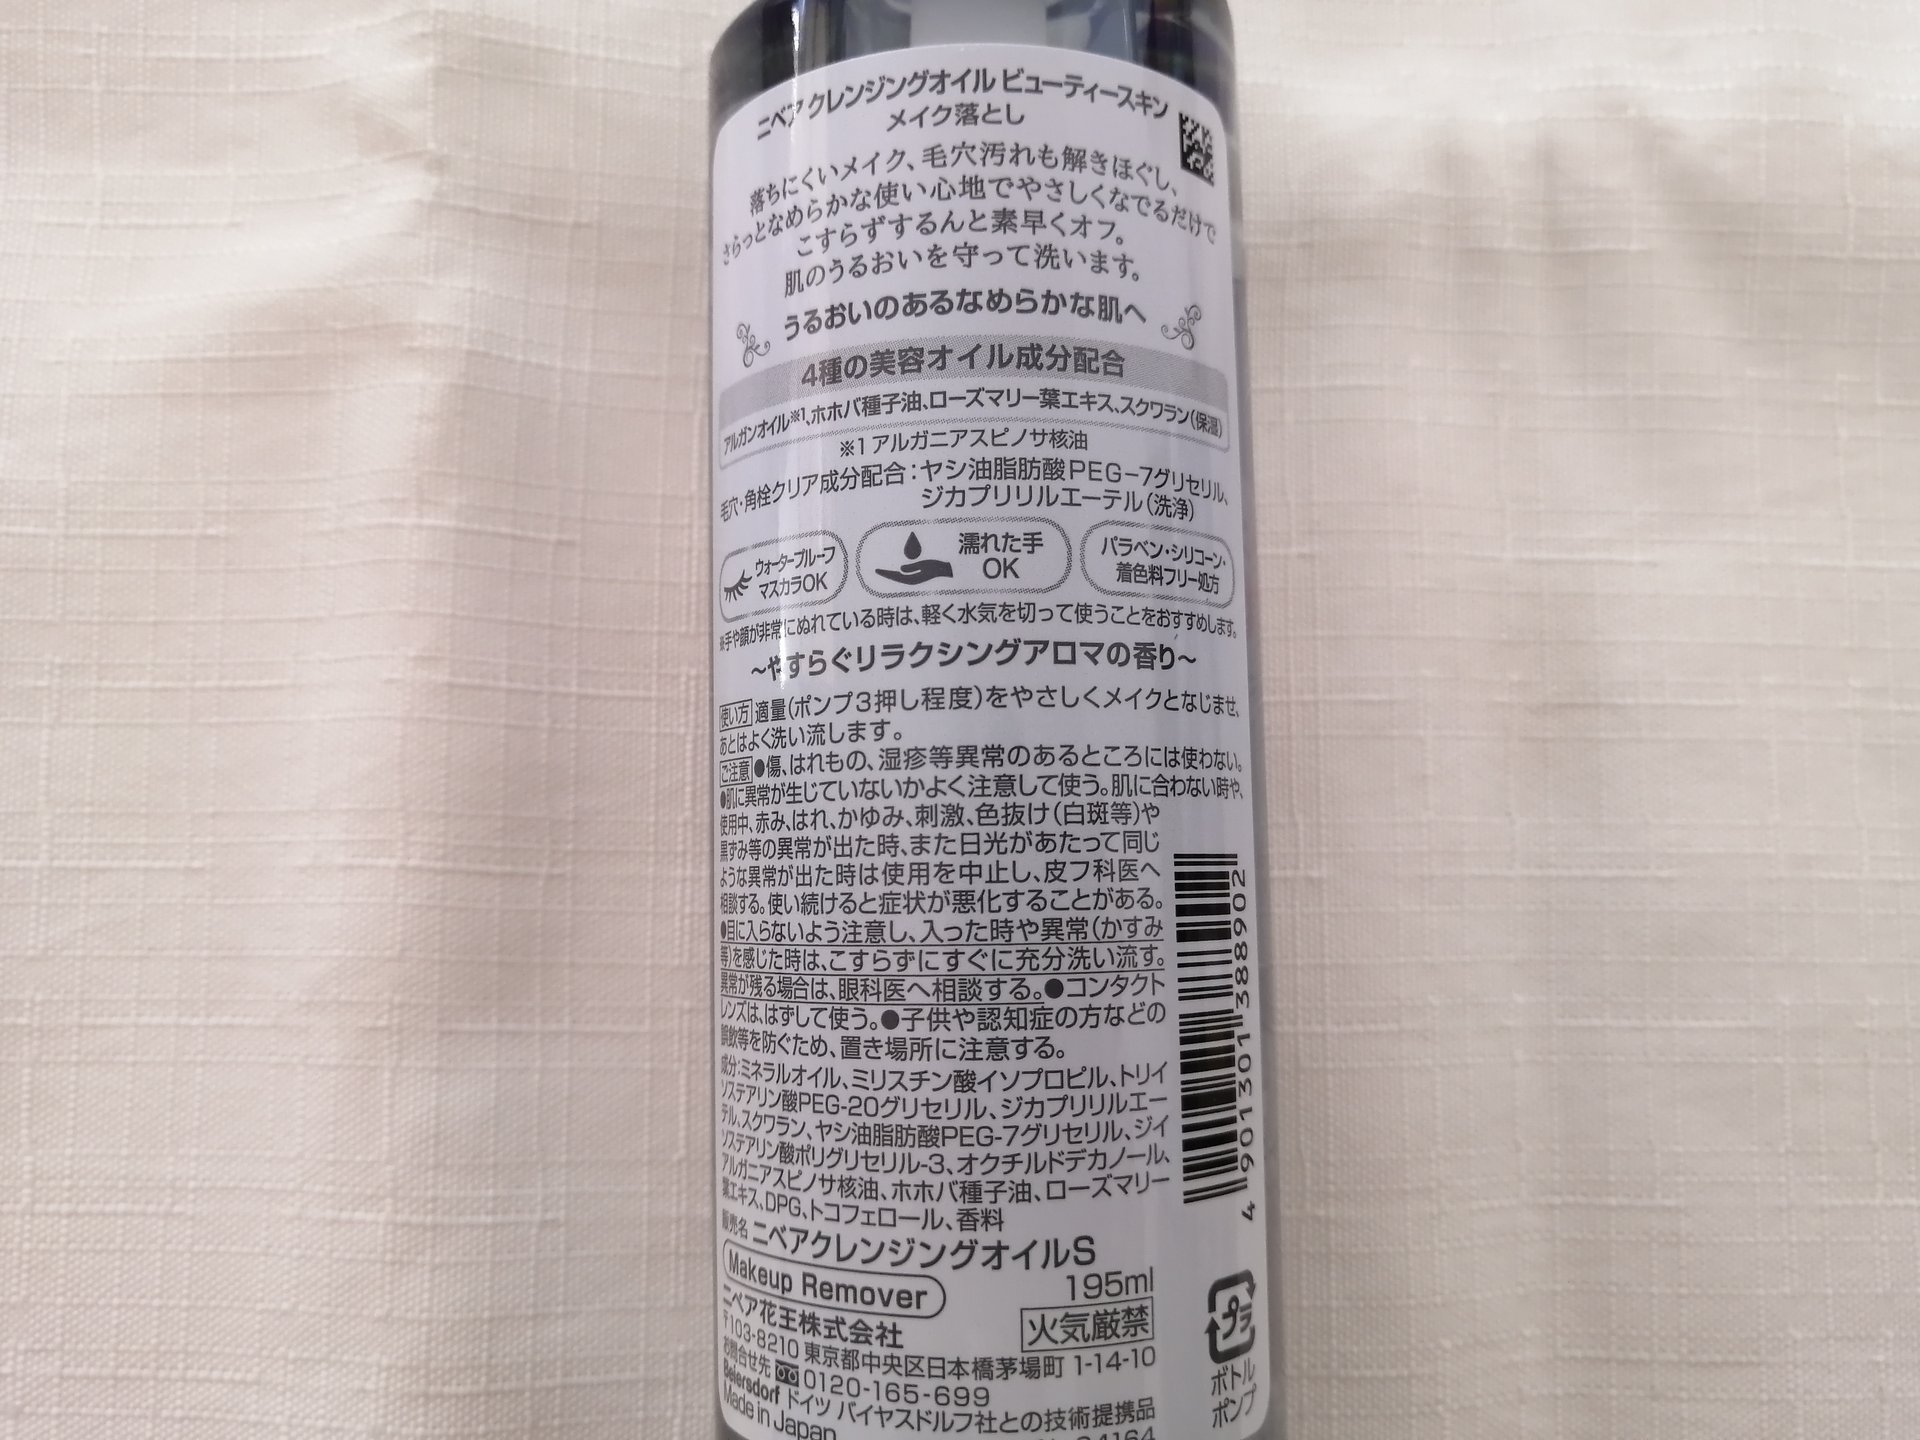 ニベア クレンジングオイル ビューティースキン
メイク落とし
落ちにくいメイク、毛穴汚れも解きほぐし、
さらっとなめらかな使い心地でやさしくなでるだけで
こすらずするんと素早くオフ。
肌のうるおいを守って洗います。
うるおいのあるなめらかな肌へ
4種の美容オイル成分配合
アルガンオイル※1、ホホバ種子油、ローズマリー葉エキス、スクワラン(保湿)
※1 アルガニアスピノサ核油
毛穴・角栓クリア成分配合:ヤシ油脂肪酸PEG-7グリセリル、
ジカプリリルエーテル(洗浄)
ウォータープルーフ
マスカラOK
濡れた手
OK
パラベン・シリコーン・
着色料フリー処方
※手や顔が非常にぬれている時は、軽く水気を切って使うことをおすすめします。
~やすらぐリラクシングアロマの香り~
使い方 適量(ポンプ3押し程度)をやさしくメイクとなじませ、
あとはよく洗い流します。
ご注意 ●傷、はれもの、湿疹等異常のあるところには使わない。
●肌に異常が生じていないかよく注意して使う。肌に合わない時や、
使用中、赤み、はれ、かゆみ、刺激、色抜け(白斑等)や
黒ずみ等の異常が出た時、また日光があたって同じ
ような異常が出た時は使用を中止し、皮フ科医へ
相談する。使い続けると症状が悪化することがある。
●目に入らないよう注意し、入った時や異常(かすみ
等)を感じた時は、こすらずにすぐに充分洗い流す。
異常が残る場合は、眼科医へ相談する。●コンタクト
レンズは、はずして使う。●子供や認知症の方などの
誤飲等を防ぐため、置き場所に注意する。
成分:ミネラルオイル、ミリスチン酸イソプロピル、トリイ
ソステアリン酸PEG-20グリセリル、ジカプリリルエー
テル、スクワラン、ヤシ油脂肪酸PEG-7グリセリル、ジイ
ソステアリン酸ポリグリセリル-3、オクチルドデカノール、
アルガニアスピノサ核油、ホホバ種子油、ローズマリー
葉エキス、DPG、トコフェロール、香料
販売名 ニベアクレンジングオイルS
Makeup Remover
195ml
ニベア花王株式会社
火気厳禁
〒103-8210 東京都中央区日本橋茅場町 1-14-10
お問合せ先 0120-165-699
Beiersdorf ドイツ バイヤスドルフ社との技術提携品
Made in Japan
4 901301 388902
プラ
ボトル
ポンプ